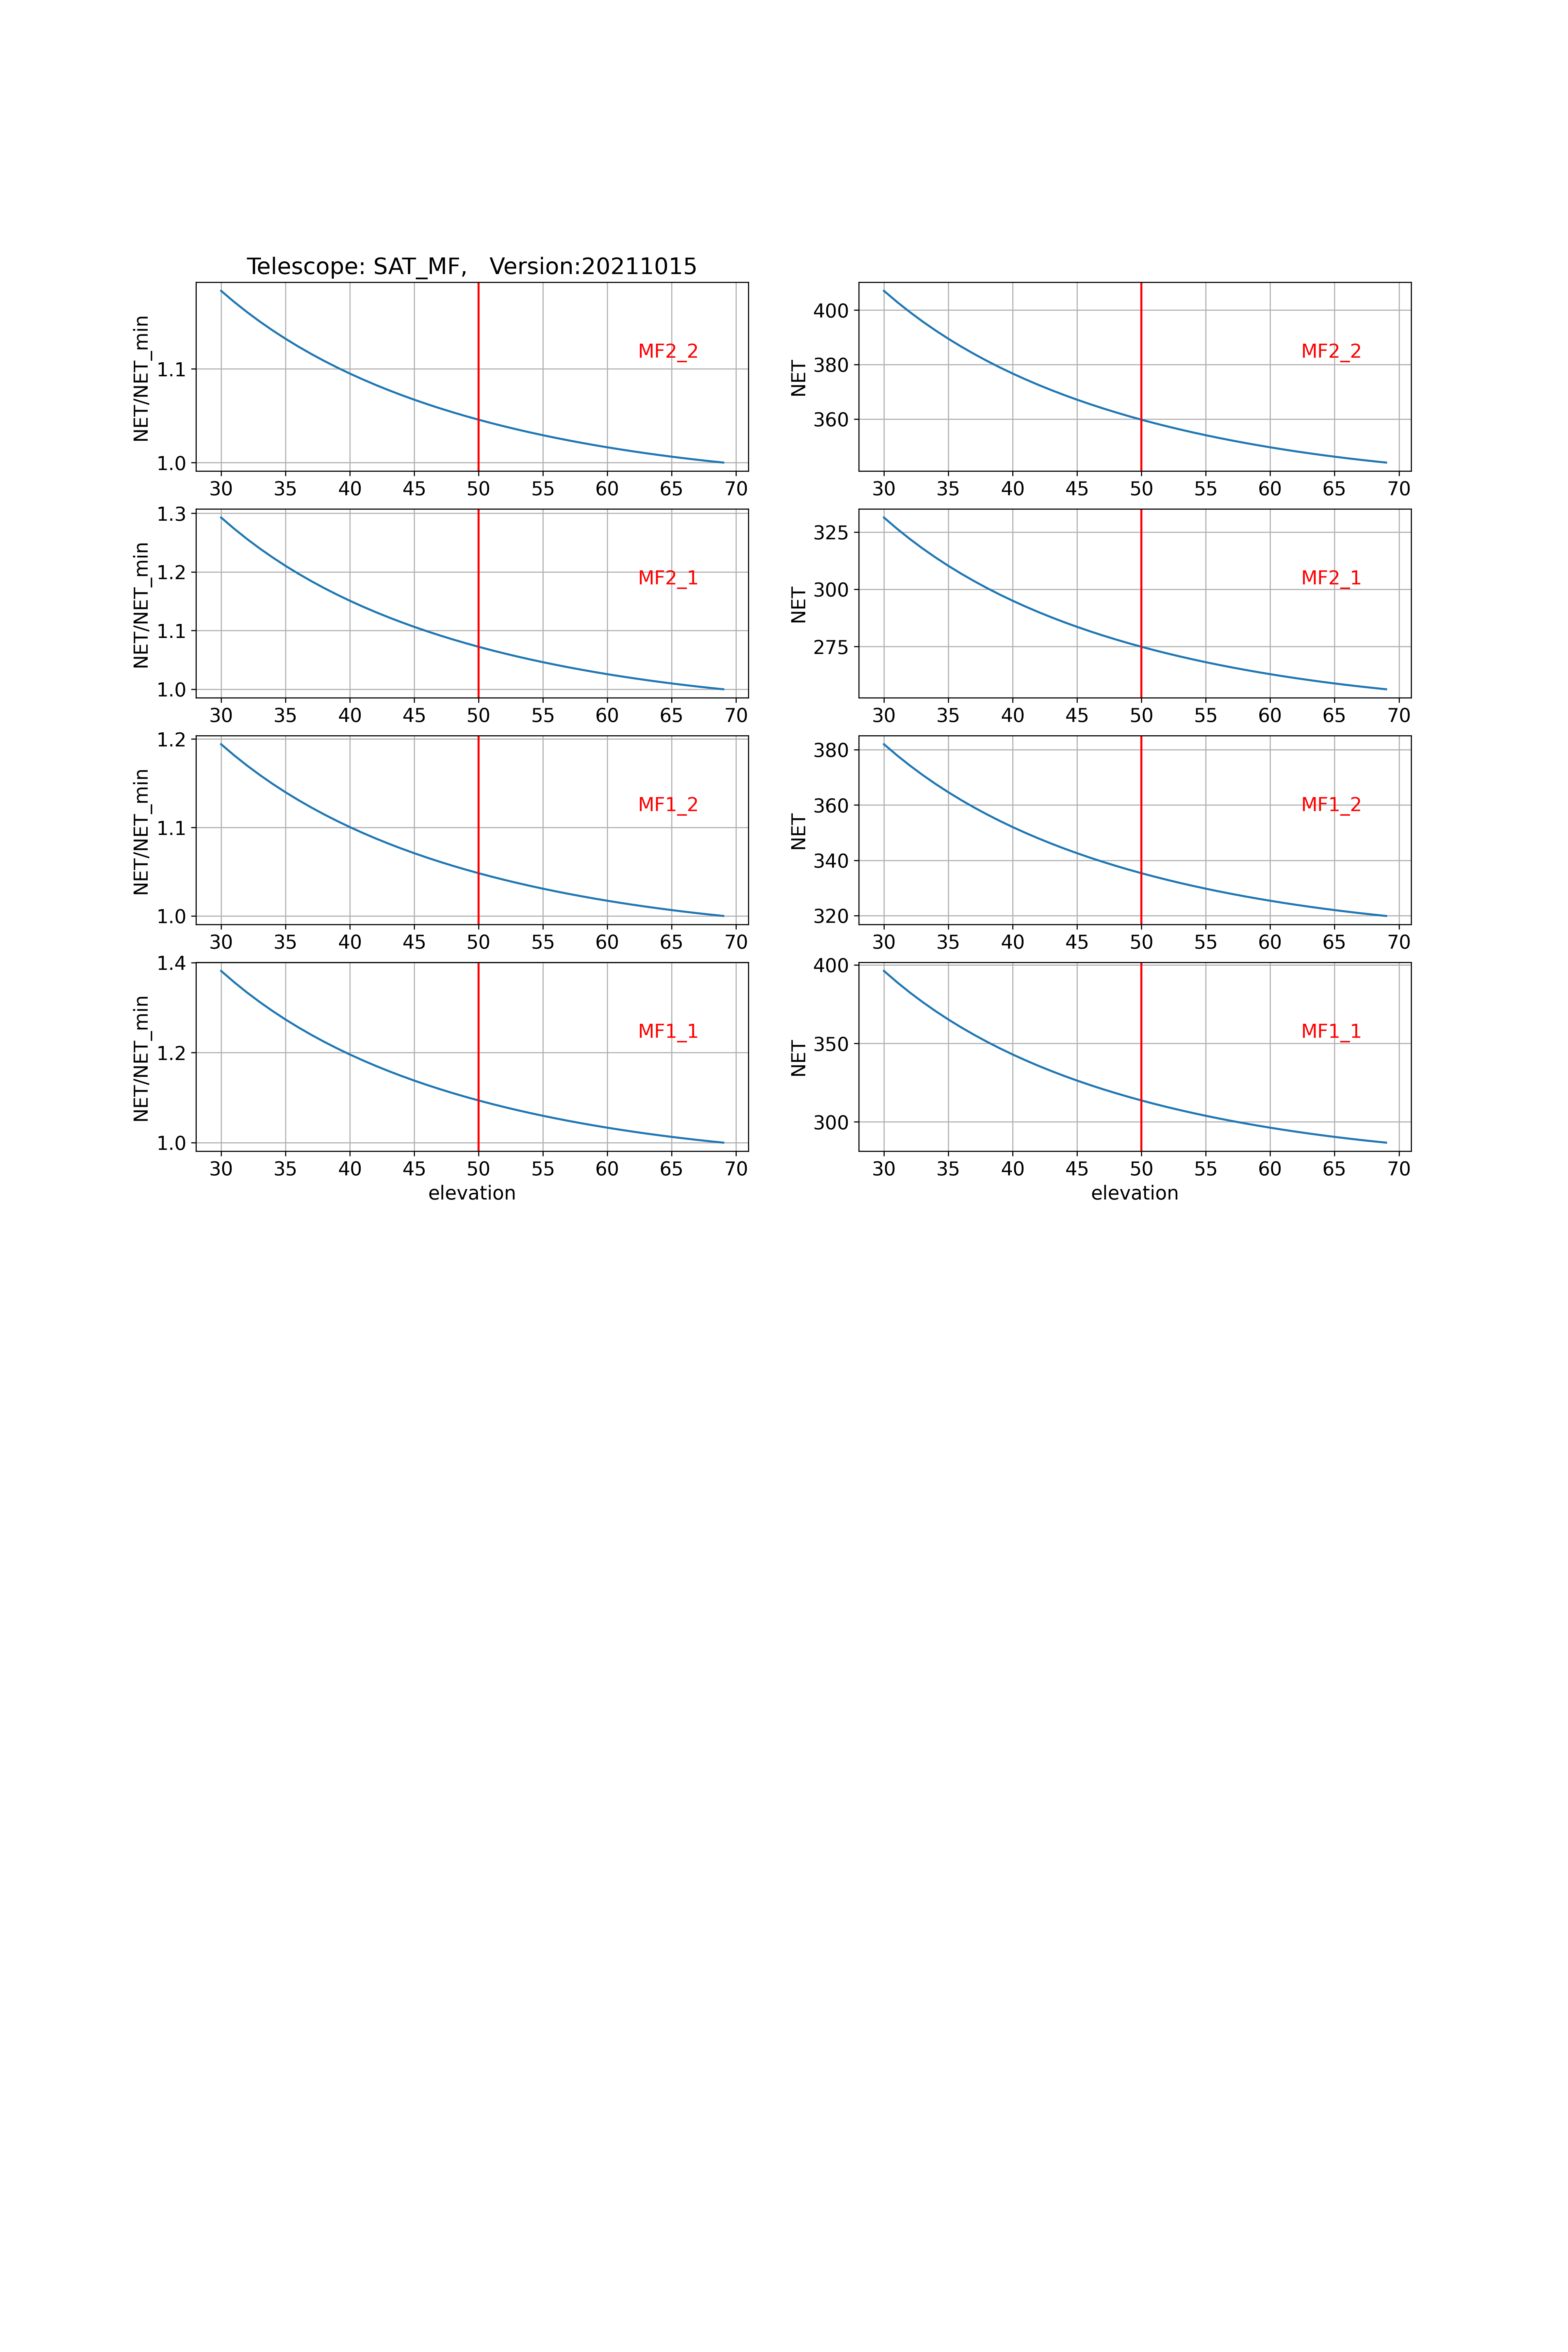 Telescope: SAT_MF,   Version:20211015
NET/NET_min
1.1
1.0
MF2_2
30 35 40 45 50 55 60 65 70
NET
400
380
360
MF2_2
30 35 40 45 50 55 60 65 70
NET/NET_min
1.3
1.2
1.1
1.0
MF2_1
30 35 40 45 50 55 60 65 70
NET
325
300
275
MF2_1
30 35 40 45 50 55 60 65 70
NET/NET_min
1.2
1.1
1.0
MF1_2
30 35 40 45 50 55 60 65 70
NET
380
360
340
320
MF1_2
30 35 40 45 50 55 60 65 70
NET/NET_min
1.4
1.2
1.0
MF1_1
30 35 40 45 50 55 60 65 70
elevation
NET
400
350
300
MF1_1
30 35 40 45 50 55 60 65 70
elevation